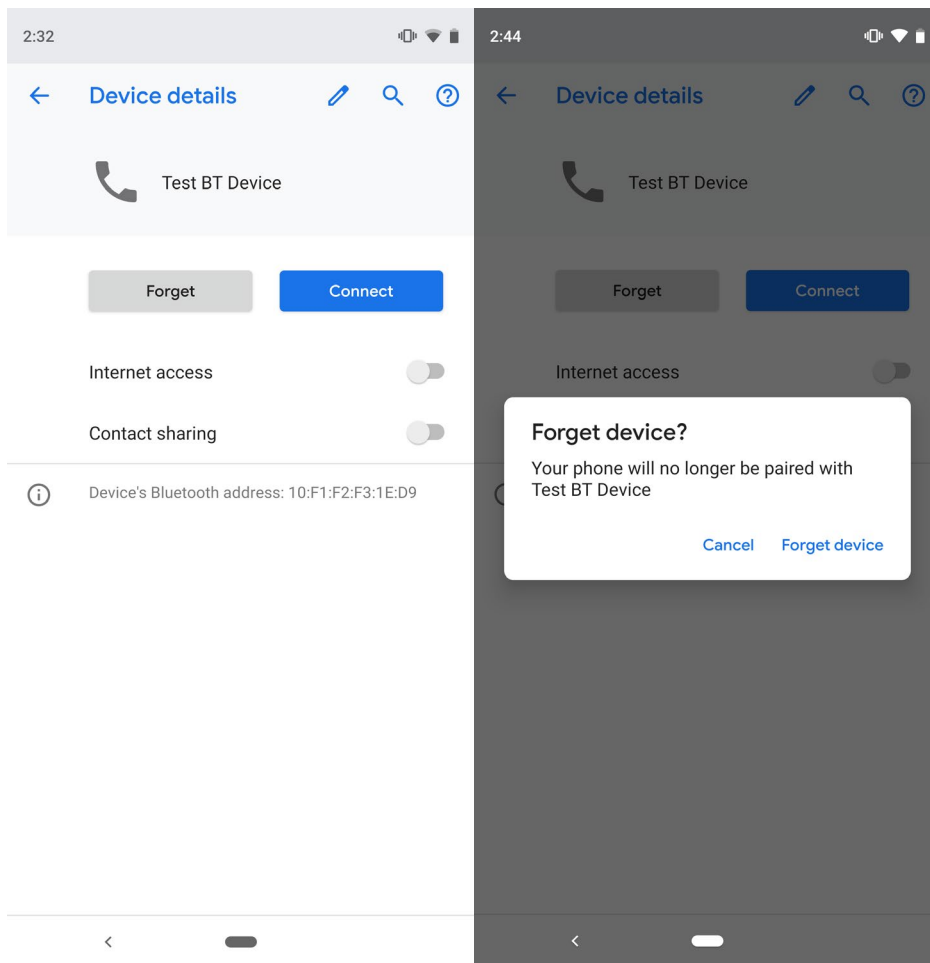 2:32
Device details
Test BT Device
Forget
Connect
Internet access
Contact sharing
Device's Bluetooth address: 10:F1:F2:F3:1E:D9
2:44
Device details
Test BT Device
Forget
Connect
Internet access
Forget device?
Your phone will no longer be paired with
Test BT Device
Cancel
Forget device